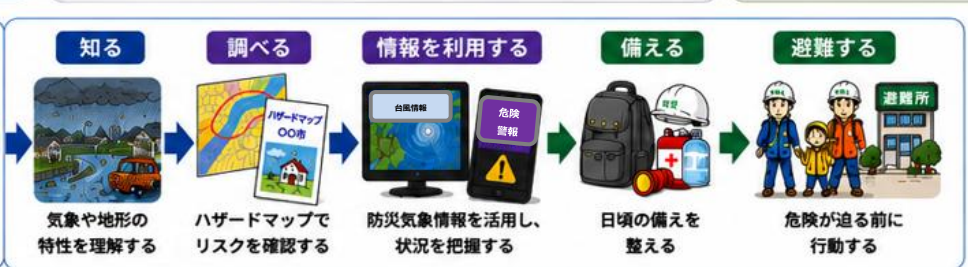 知る
気象や地形の
特性を理解する
調べる
ハザードマップ
〇〇市
ハザードマップで
リスクを確認する
情報を利用する
台風情報
危険
警報
防災気象情報を活用し、
状況を把握する
備える
日頃の備えを
整える
避難する
避難所
危険が迫る前に
行動する